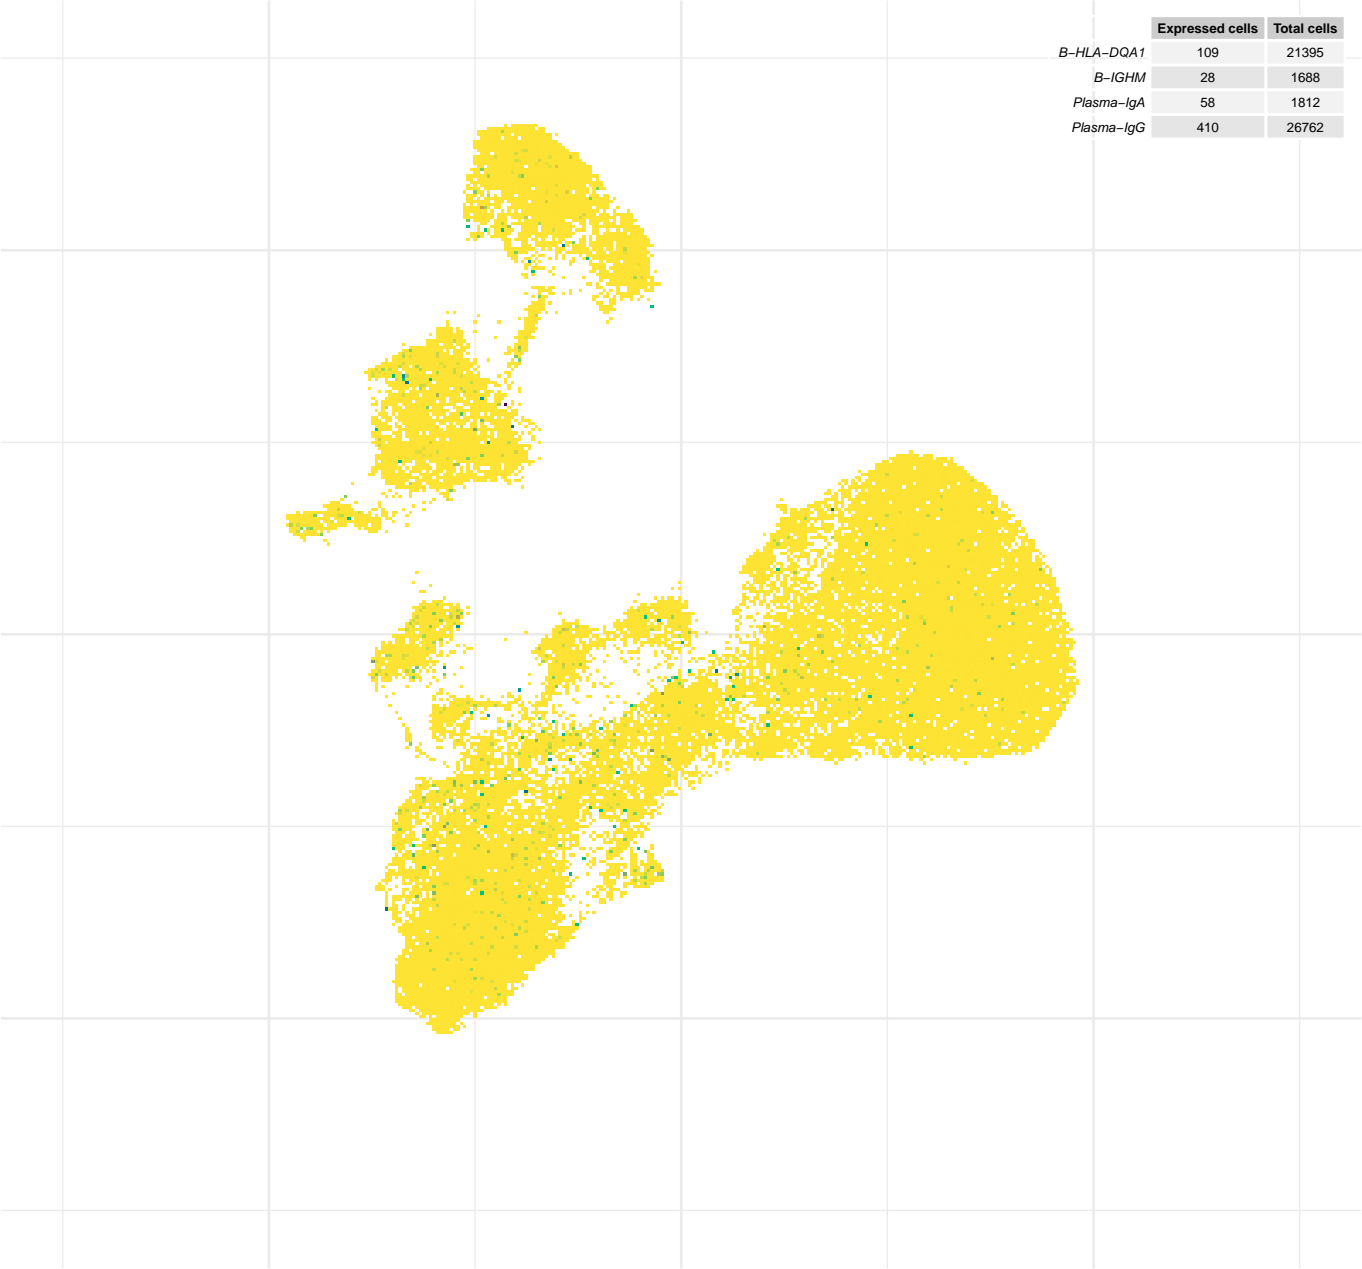 Expressed cells Total cells
B−HLA−DQA1 109 21395
B−IGHM 28 1688
Plasma−IgA 58 1812
Plasma−IgG 410 26762